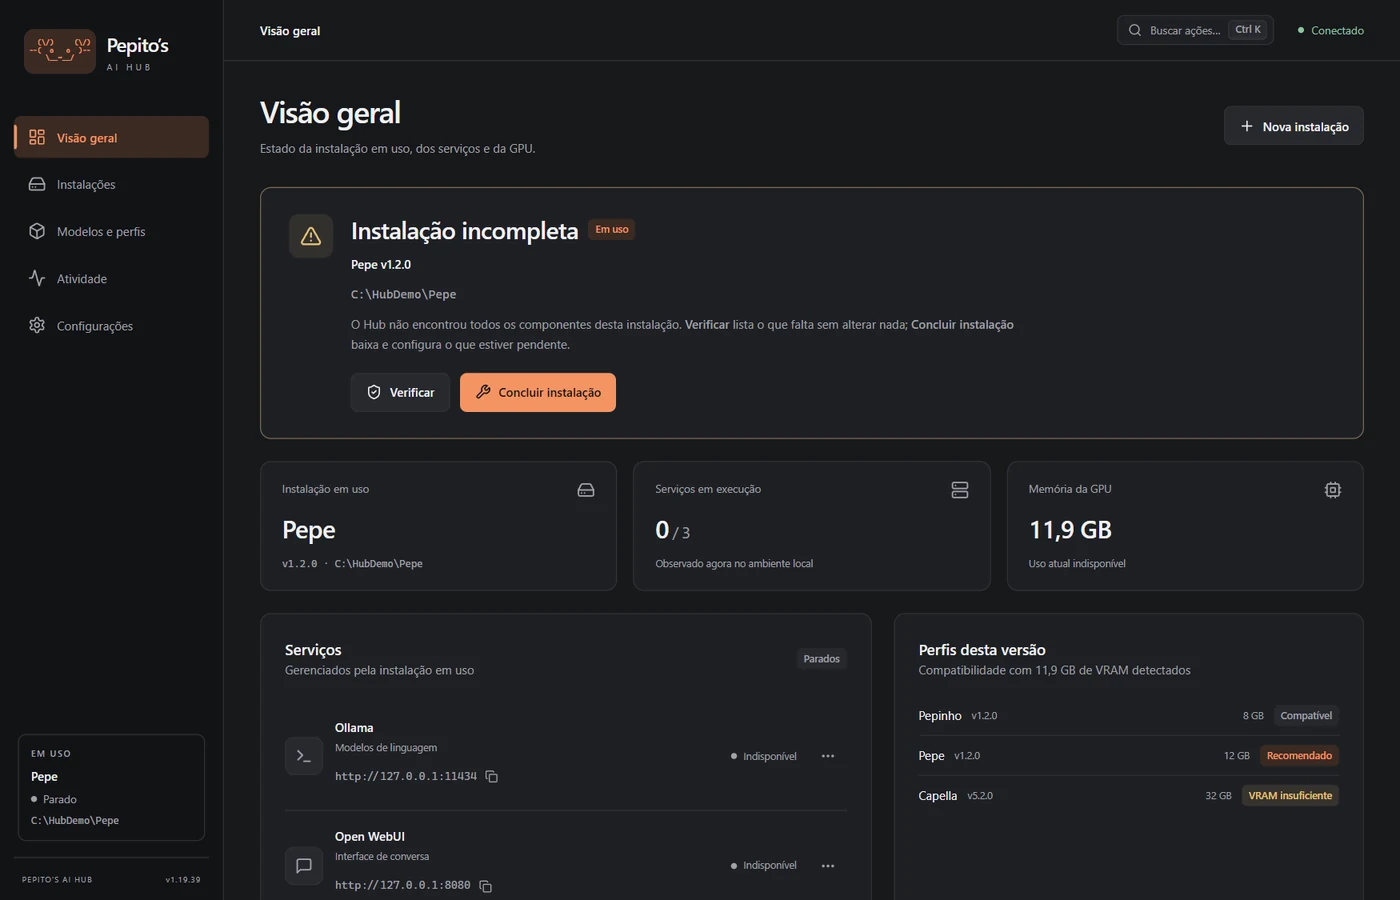 Pepito's
AI HUB
Visão geral
Instalações
Modelos e perfis
Atividade
Configurações
EM USO
Pepe
Parado
C:\HubDemo\Pepe
PEPITO'S AI HUB
v1.19.39
Visão geral
Buscar ações...
Ctrl K
Conectado
Visão geral
Estado da instalação em uso, dos serviços e da GPU.
Nova instalação
Instalação incompleta
Em uso
Pepe v1.2.0
C:\HubDemo\Pepe
O Hub não encontrou todos os componentes desta instalação. Verificar lista o que falta sem alterar nada; Concluir instalação
baixa e configura o que estiver pendente.
Verificar
Concluir instalação
Instalação em uso
Pepe
v1.2.0 · C:\HubDemo\Pepe
Serviços em execução
0 / 3
Observado agora no ambiente local
Memória da GPU
11,9 GB
Uso atual indisponível
Serviços
Gerenciados pela instalação em uso
Parados
Ollama
Modelos de linguagem
http://127.0.0.1:11434
Indisponível
Open WebUI
Interface de conversa
http://127.0.0.1:8080
Indisponível
Perfis desta versão
Compatibilidade com 11,9 GB de VRAM detectados
Pepinho v1.2.0 8 GB Compatível
Pepe v1.2.0 12 GB Recomendado
Capella v5.2.0 32 GB VRAM insuficiente